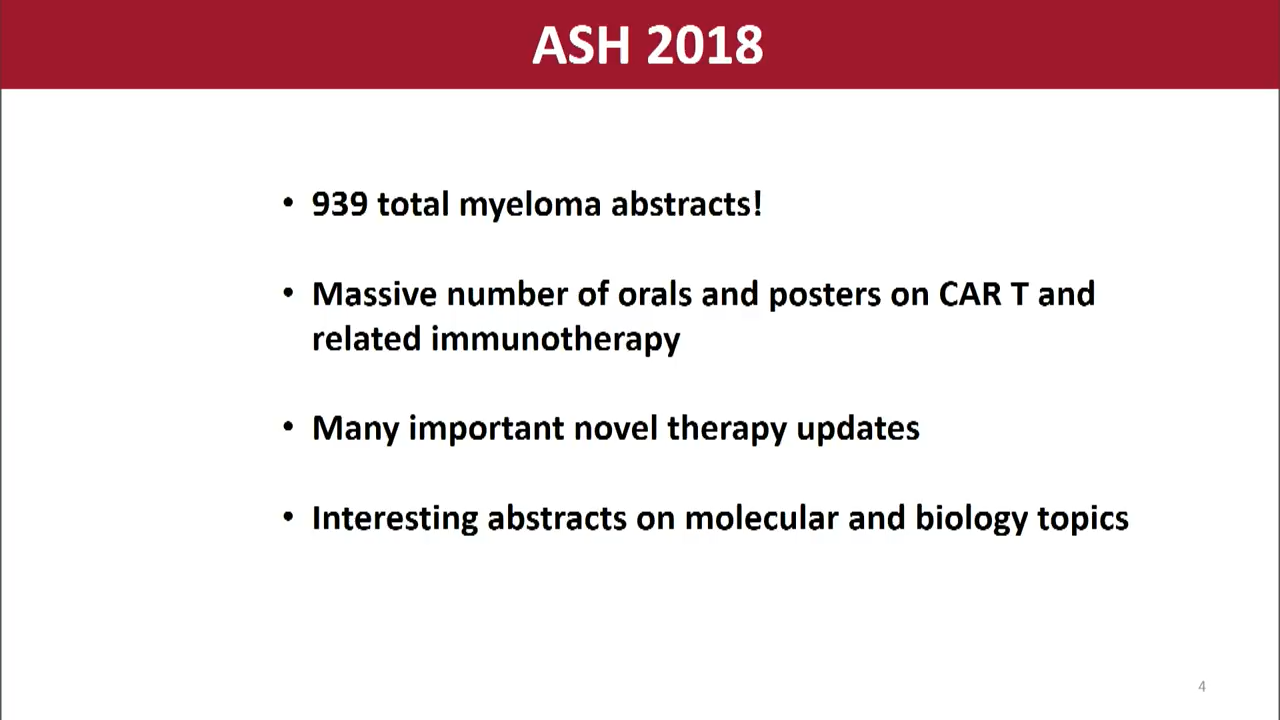 ASH 2018
• 939 total myeloma abstracts!
• Massive number of orals and posters on CAR T and
related immunotherapy
• Many important novel therapy updates
• Interesting abstracts on molecular and biology topics
4